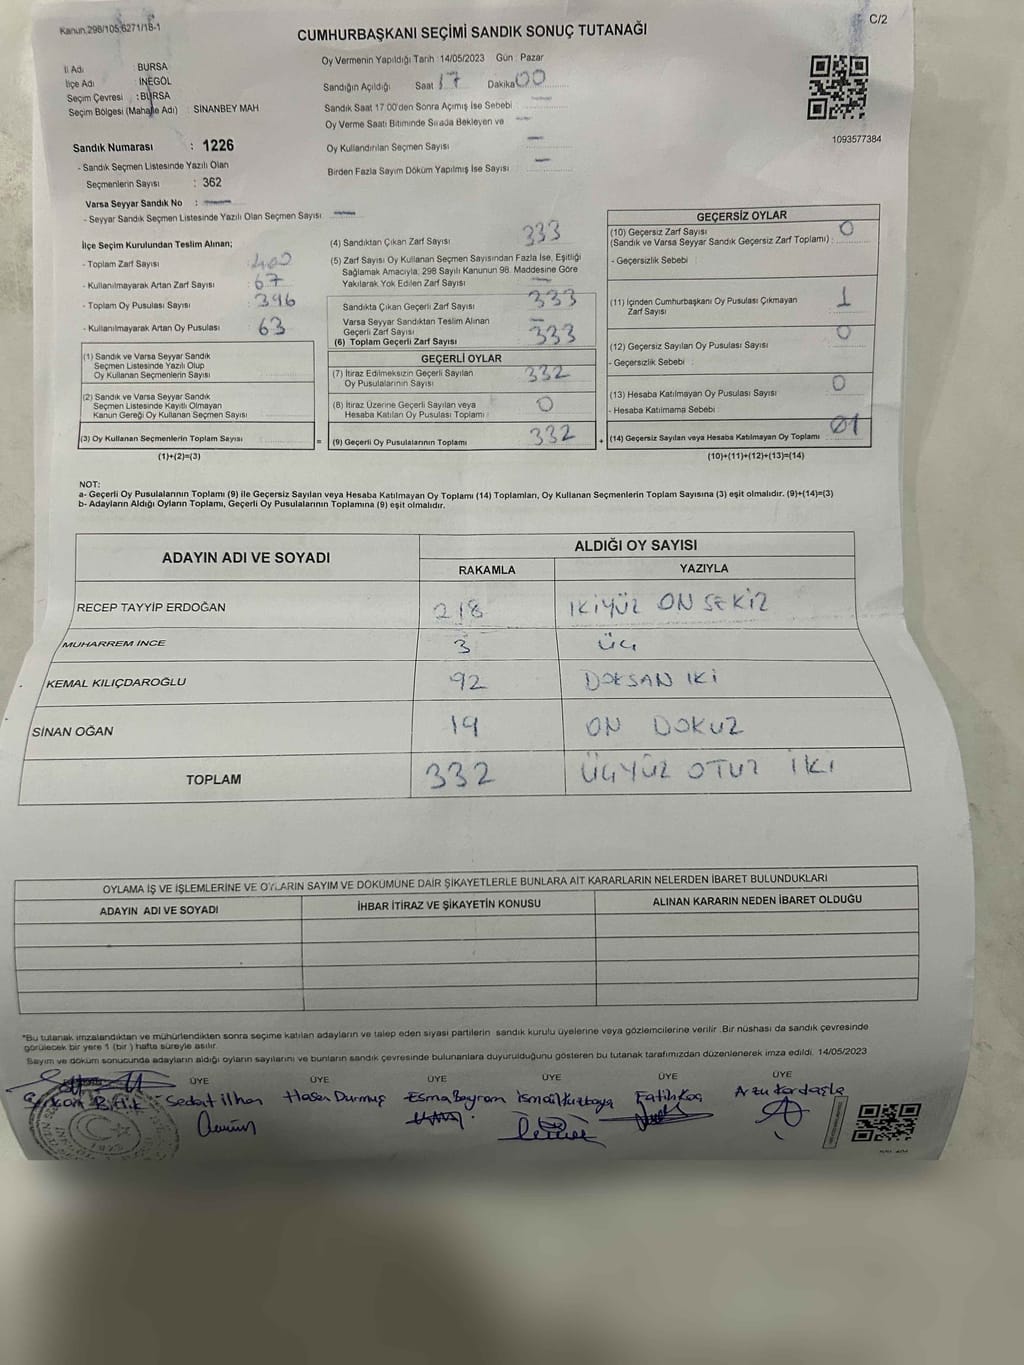 Kanun.298/105,6271/18-1
C/2
CUMHURBAŞKANI SEÇİMİ SANDIK SONUÇ TUTANAĞI
İl Adı : BURSA
İlçe Adı : İNEGÖL
Seçim Çevresi : BURSA
Seçim Bölgesi (Mahalle Adı) : SİNANBEY MAH
Sandık Numarası : 1226
- Sandık Seçmen Listesinde Yazılı Olan
Seçmenlerin Sayısı : 362
Varsa Seyyar Sandık No :
- Seyyar Sandık Seçmen Listesinde Yazılı Olan Seçmen Sayısı
Oy Vermenin Yapıldığı Tarih :14/05/2023 Gün : Pazar
Sandığın Açıldığı Saat 17 Dakika 00
Sandık Saat 17.00'den Sonra Açımış İse Sebebi :
Oy Verme Saati Bitiminde Sırada Bekleyen ve
Oy Kullandırılan Seçmen Sayısı
Birden Fazla Sayım Döküm Yapılmış İse Sayısı
1093577384
İlçe Seçim Kurulundan Teslim Alınan;
- Toplam Zarf Sayısı : 400
- Kullanılmayarak Artan Zarf Sayısı : 67
- Toplam Oy Pusulası Sayısı : 396
- Kullanılmayarak Artan Oy Pusulası : 63
(1) Sandık ve Varsa Seyyar Sandık
Seçmen Listesinde Yazılı Olup
Oy Kullanan Seçmenlerin Sayısı
(2) Sandık ve Varsa Seyyar Sandık
Seçmen Listesinde Kayıtlı Olmayan
Kanun Gereği Oy Kullanan Seçmen Sayısı
(3) Oy Kullanan Seçmenlerin Toplam Sayısı
(1)+(2)=(3)
=
(4) Sandıktan Çıkan Zarf Sayısı 333
(5) Zarf Sayısı Oy Kullanan Seçmen Sayısından Fazla İse, Eşitliği
Sağlamak Amacıyla, 298 Sayılı Kanunun 98. Maddesine Göre
Yakılarak Yok Edilen Zarf Sayısı
Sandıkta Çıkan Geçerli Zarf Sayısı 333
Varsa Seyyar Sandıktan Teslim Alınan
Geçerli Zarf Sayısı
(6) Toplam Geçerli Zarf Sayısı 333
GEÇERLİ OYLAR
(7) İtiraz Edilmeksizin Geçerli Sayılan
Oy Pusulalarının Sayısı 332
(8) İtiraz Üzerine Geçerli Sayılan veya
Hesaba Katılan Oy Pusulası Toplamı 0
(9) Geçerli Oy Pusulalarının Toplamı 332
+
GEÇERSİZ OYLAR
(10) Geçersiz Zarf Sayısı 0
(Sandık ve Varsa Seyyar Sandık Geçersiz Zarf Toplamı) :
- Geçersizlik Sebebi :
(11) İçinden Cumhurbaşkanı Oy Pusulası Çıkmayan
Zarf Sayısı 1
(12) Geçersiz Sayılan Oy Pusulası Sayısı 0
- Geçersizlik Sebebi :
(13) Hesaba Katılmayan Oy Pusulası Sayısı 0
- Hesaba Katılmama Sebebi :
(14) Geçersiz Sayılan veya Hesaba Katılmayan Oy Toplamı 01
(10)+(11)+(12)+(13)=(14)
NOT:
a- Geçerli Oy Pusulalarının Toplamı (9) ile Geçersiz Sayılan veya Hesaba Katılmayan Oy Toplamı (14) Toplamları, Oy Kullanan Seçmenlerin Toplam Sayısına (3) eşit olmalıdır. (9)+(14)=(3)
b- Adayların Aldığı Oyların Toplamı, Geçerli Oy Pusulalarının Toplamına (9) eşit olmalıdır.
ADAYIN ADI VE SOYADI ALDIĞI OY SAYISI
RAKAMLA YAZIYLA
RECEP TAYYİP ERDOĞAN 218 İKİYÜZ ON SEKİZ
MUHARREM İNCE 3 ÜÇ
KEMAL KILIÇDAROĞLU 92 DOKSAN İKİ
SİNAN OĞAN 19 ON DOKUZ
TOPLAM 332 ÜÇYÜZ OTUZ İKİ
OYLAMA İŞ VE İŞLEMLERİNE VE OYLARIN SAYIM VE DÖKÜMÜNE DAİR ŞİKAYETLERLE BUNLARA AİT KARARLARIN NELERDEN İBARET BULUNDUKLARI
ADAYIN ADI VE SOYADI İHBAR İTİRAZ VE ŞİKAYETİN KONUSU ALINAN KARARIN NEDEN İBARET OLDUĞU
*Bu tutanak imzalandıktan ve mühürlendikten sonra seçime katılan adayların ve talep eden siyasi partilerin sandık kurulu üyelerine veya gözlemcilerine verilir .Bir nüshası da sandık çevresinde
görülecek bir yere 1 (bir ) hafta süreyle asılır.
Sayım ve döküm sonucunda adayların aldığı oyların sayılarını ve bunların sandık çevresinde bulunanlara duyurulduğunu gösteren bu tutanak tarafımızdan düzenlenerek imza edildi. 14/05/2023
ÜYE ÜYE ÜYE ÜYE ÜYE ÜYE
Sedat ilhan Hasan Durmuş Esma Bayram ismail Fatih Koç Arzu Kardaşla